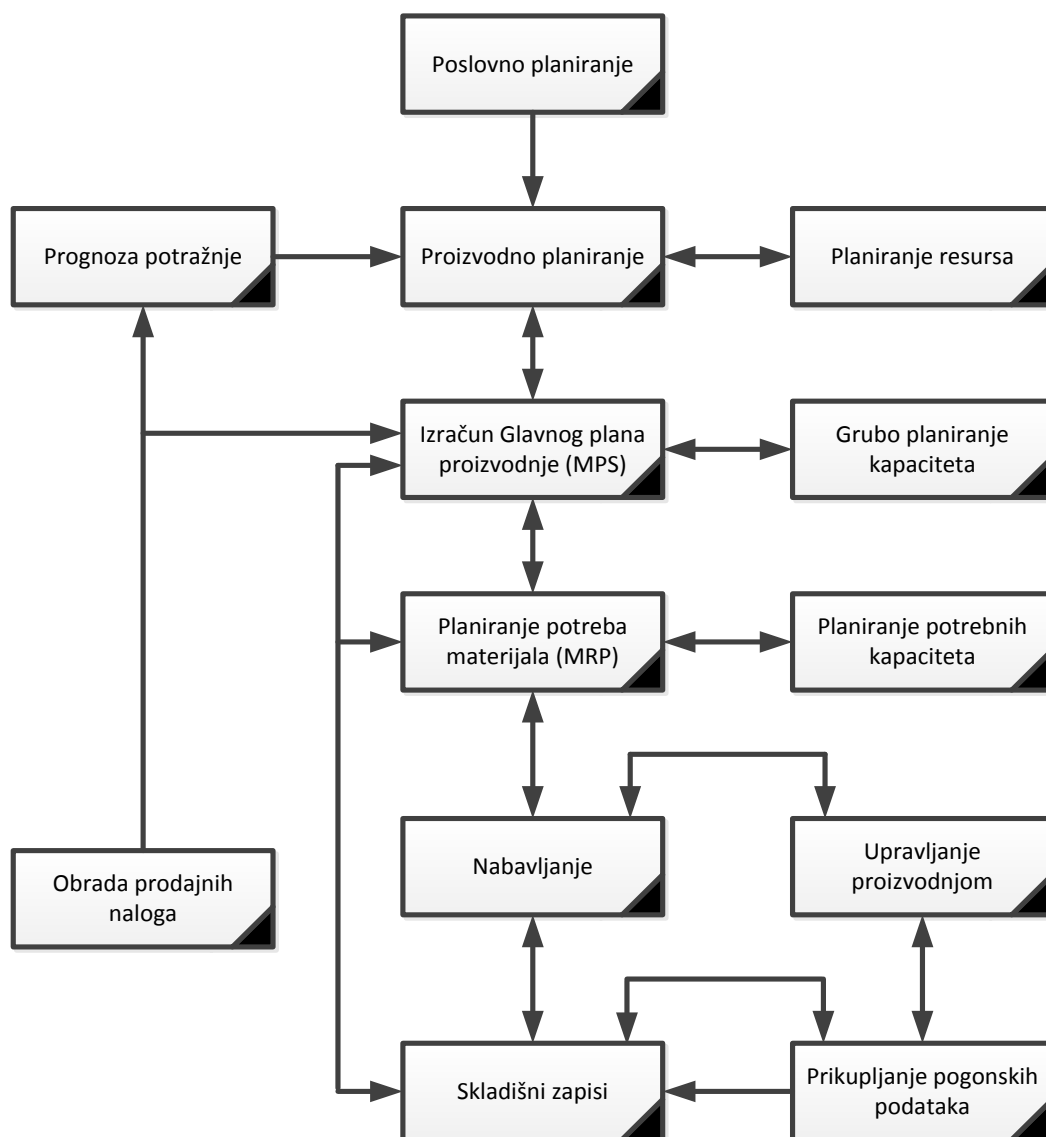 Poslovno planiranje
Prognoza potražnje
Proizvodno planiranje
Planiranje resursa
Izračun Glavnog plana
proizvodnje (MPS)
Grubo planiranje
kapaciteta
Planiranje potreba
materijala (MRP)
Planiranje potrebnih
kapaciteta
Obrada prodajnih
naloga
Nabavljanje
Upravljanje
proizvodnjom
Skladišni zapisi
Prikupljanje pogonskih
podataka